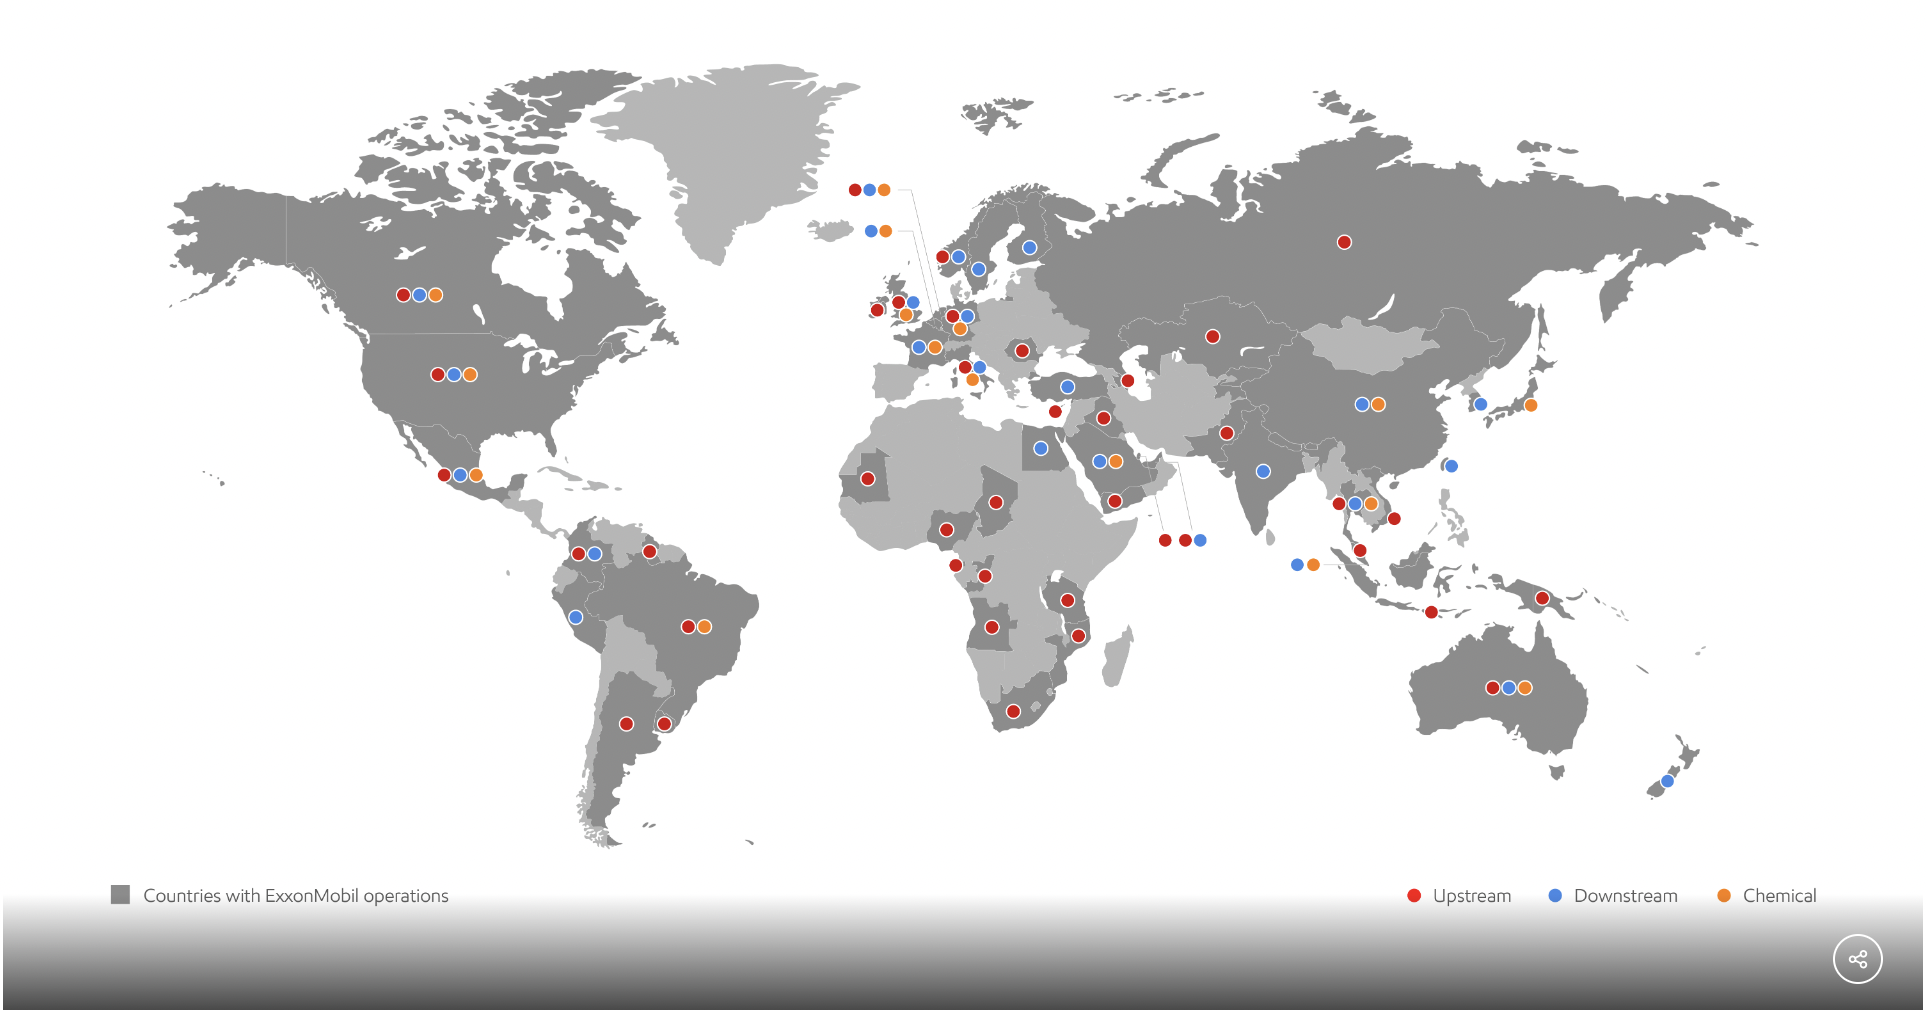 Countries with ExxonMobil operations
Upstream
Downstream
Chemical